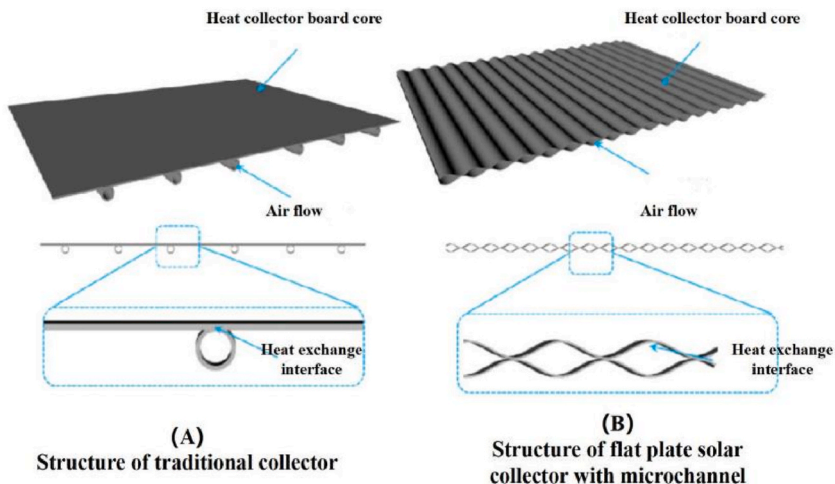 Heat collector board core
Air flow
Heat exchange
interface
(A)
Structure of traditional collector
Heat collector board core
Air flow
Heat exchange
interface
(B)
Structure of flat plate solar
collector with microchannel